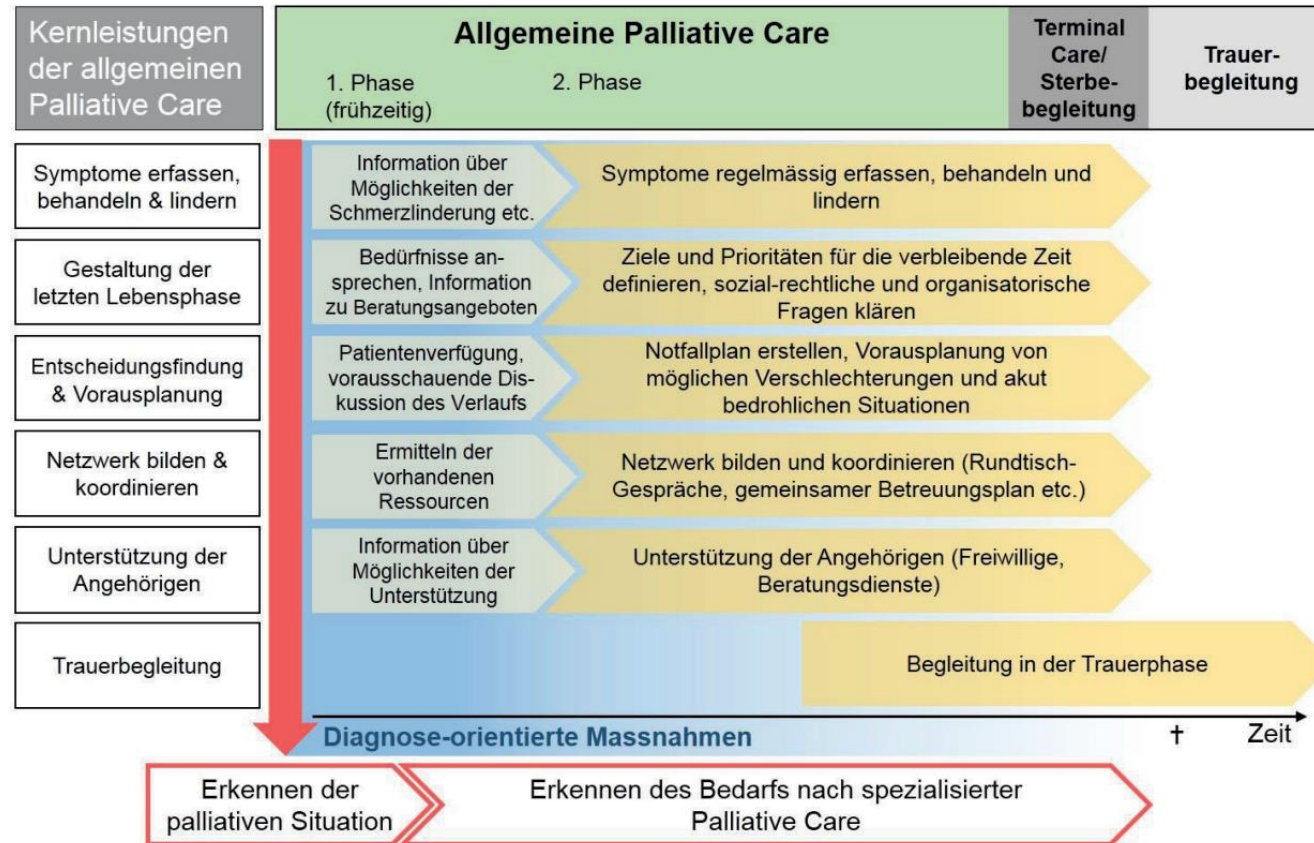 Kernleistungen
der allgemeinen
Palliative Care
Allgemeine Palliative Care
1. Phase
(frühzeitig)
2. Phase
Terminal
Care/
Sterbe-
begleitung
Trauer-
begleitung
Symptome erfassen,
behandeln & lindern
Information über
Möglichkeiten der
Schmerzlinderung etc.
Symptome regelmässig erfassen, behandeln und
lindern
Gestaltung der
letzten Lebensphase
Bedürfnisse an-
sprechen, Information
zu Beratungsangeboten
Ziele und Prioritäten für die verbleibende Zeit
definieren, sozial-rechtliche und organisatorische
Fragen klären
Entscheidungsfindung
& Vorausplanung
Patientenverfügung,
vorausschauende Dis-
kussion des Verlaufs
Notfallplan erstellen, Vorausplanung von
möglichen Verschlechterungen und akut
bedrohlichen Situationen
Netzwerk bilden &
koordinieren
Ermitteln der
vorhandenen
Ressourcen
Netzwerk bilden und koordinieren (Rundtisch-
Gespräche, gemeinsamer Betreuungsplan etc.)
Unterstützung der
Angehörigen
Information über
Möglichkeiten der
Unterstützung
Unterstützung der Angehörigen (Freiwillige,
Beratungsdienste)
Trauerbegleitung
Begleitung in der Trauerphase
Diagnose-orientierte Massnahmen
† Zeit
Erkennen der
palliativen Situation
Erkennen des Bedarfs nach spezialisierter
Palliative Care